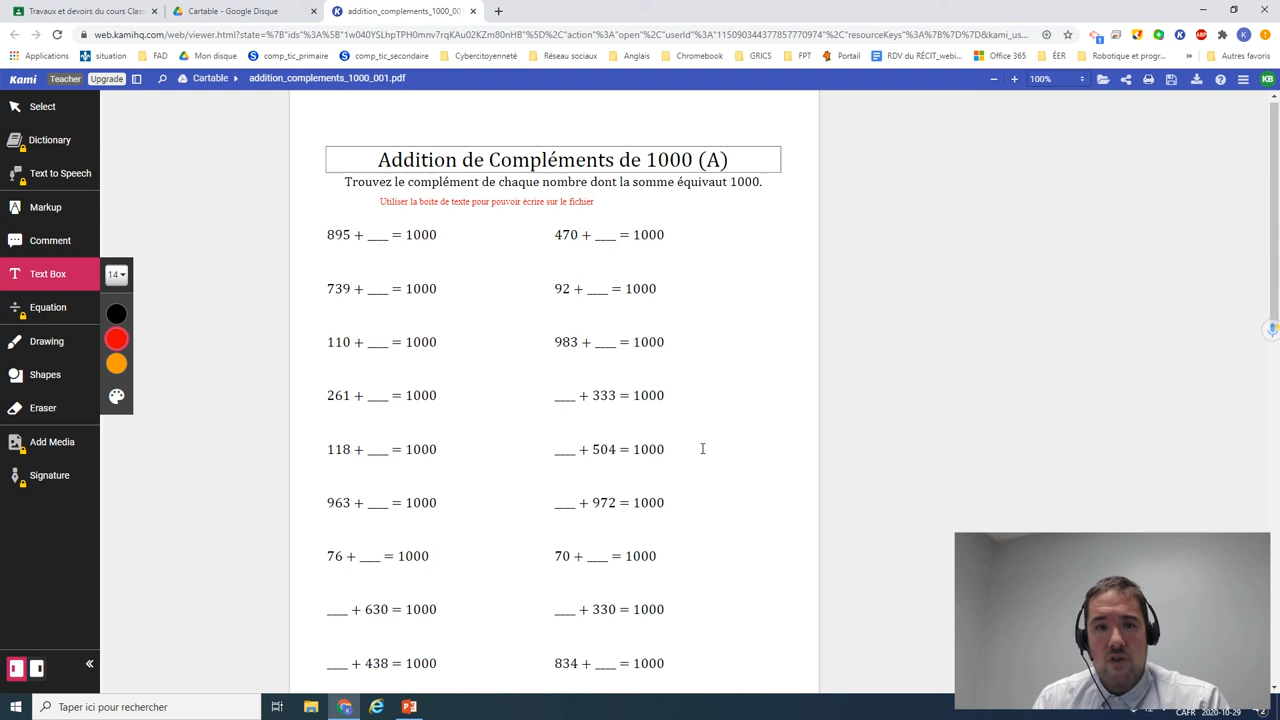 Travaux et devoirs du cours Class
Cartable - Google Disque
addition_complements_1000_001
web.kamihq.com/web/viewer.html?state=%7B"ids"%3A%5B"1w040YSLhpTPH0mnv7rqKAu02KZm80nHB"%5D%2C"action"%3A"open"%2C"userId"%3A"115090344377857770974"%2C"resourceKeys"%3A%7B%7D%7D&kami_us...
Applications
situation
FAD
Mon disque
comp_tic_primaire
comp_tic_secondaire
Cybercitoyenneté
Réseau sociaux
Anglais
Chromebook
GRICS
FPT
Portail
RDV du RÉCIT_webi...
Office 365
ÉER
Robotique et progr...
»
Autres favoris
Kami
Teacher
Upgrade
Cartable
addition_complements_1000_001.pdf
100%
KB
Select
Dictionary
Text to Speech
Markup
Comment
Text Box
Equation
Drawing
Shapes
Eraser
Add Media
Signature
14
Addition de Compléments de 1000 (A)
Trouvez le complément de chaque nombre dont la somme équivaut 1000.
Utiliser la boite de texte pour pouvoir écrire sur le fichier
895 + ___ = 1000
470 + ___ = 1000
739 + ___ = 1000
92 + ___ = 1000
110 + ___ = 1000
983 + ___ = 1000
261 + ___ = 1000
___ + 333 = 1000
118 + ___ = 1000
___ + 504 = 1000
963 + ___ = 1000
___ + 972 = 1000
76 + ___ = 1000
70 + ___ = 1000
___ + 630 = 1000
___ + 330 = 1000
___ + 438 = 1000
834 + ___ = 1000
Taper ici pour rechercher
CAFR
2020-10-29